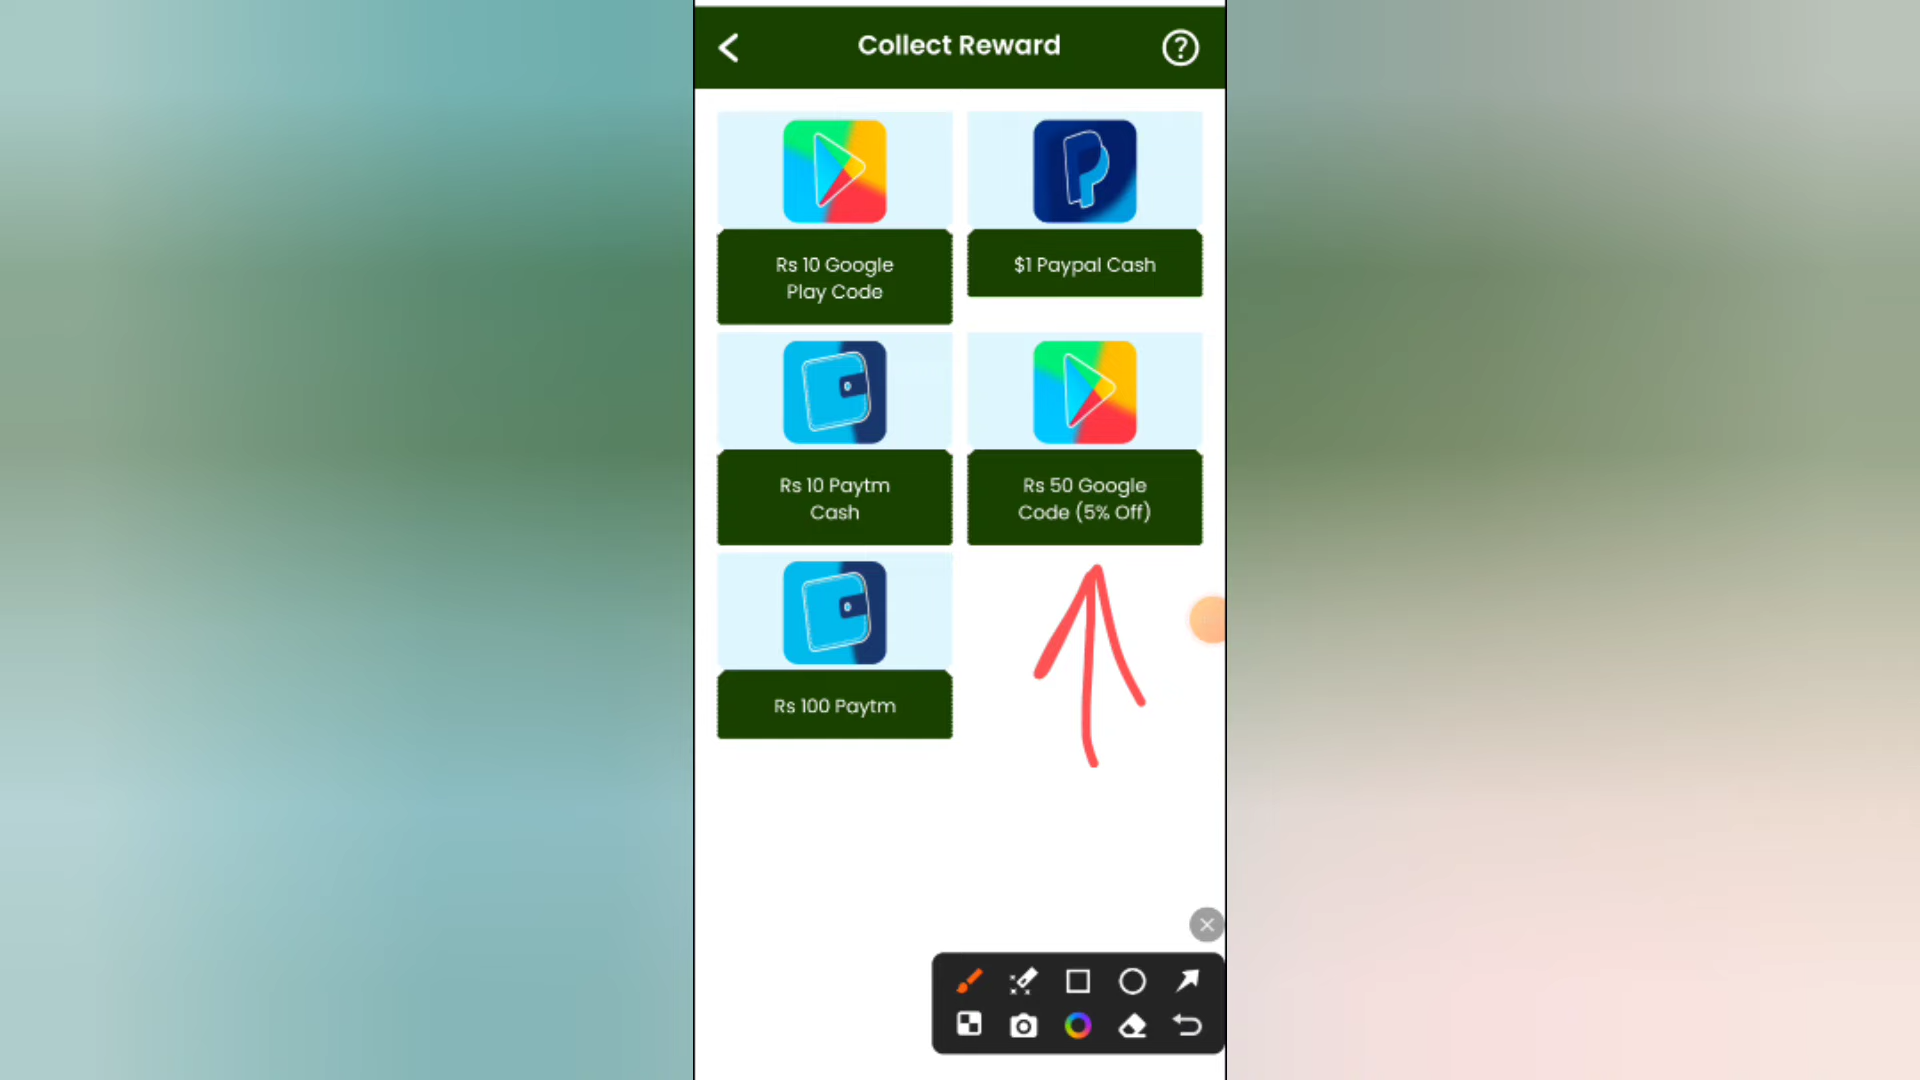 Collect Reward
Rs 10 Google
Play Code
$1 Paypal Cash
Rs 10 Paytm
Cash
Rs 50 Google
Code (5% Off)
Rs 100 Paytm